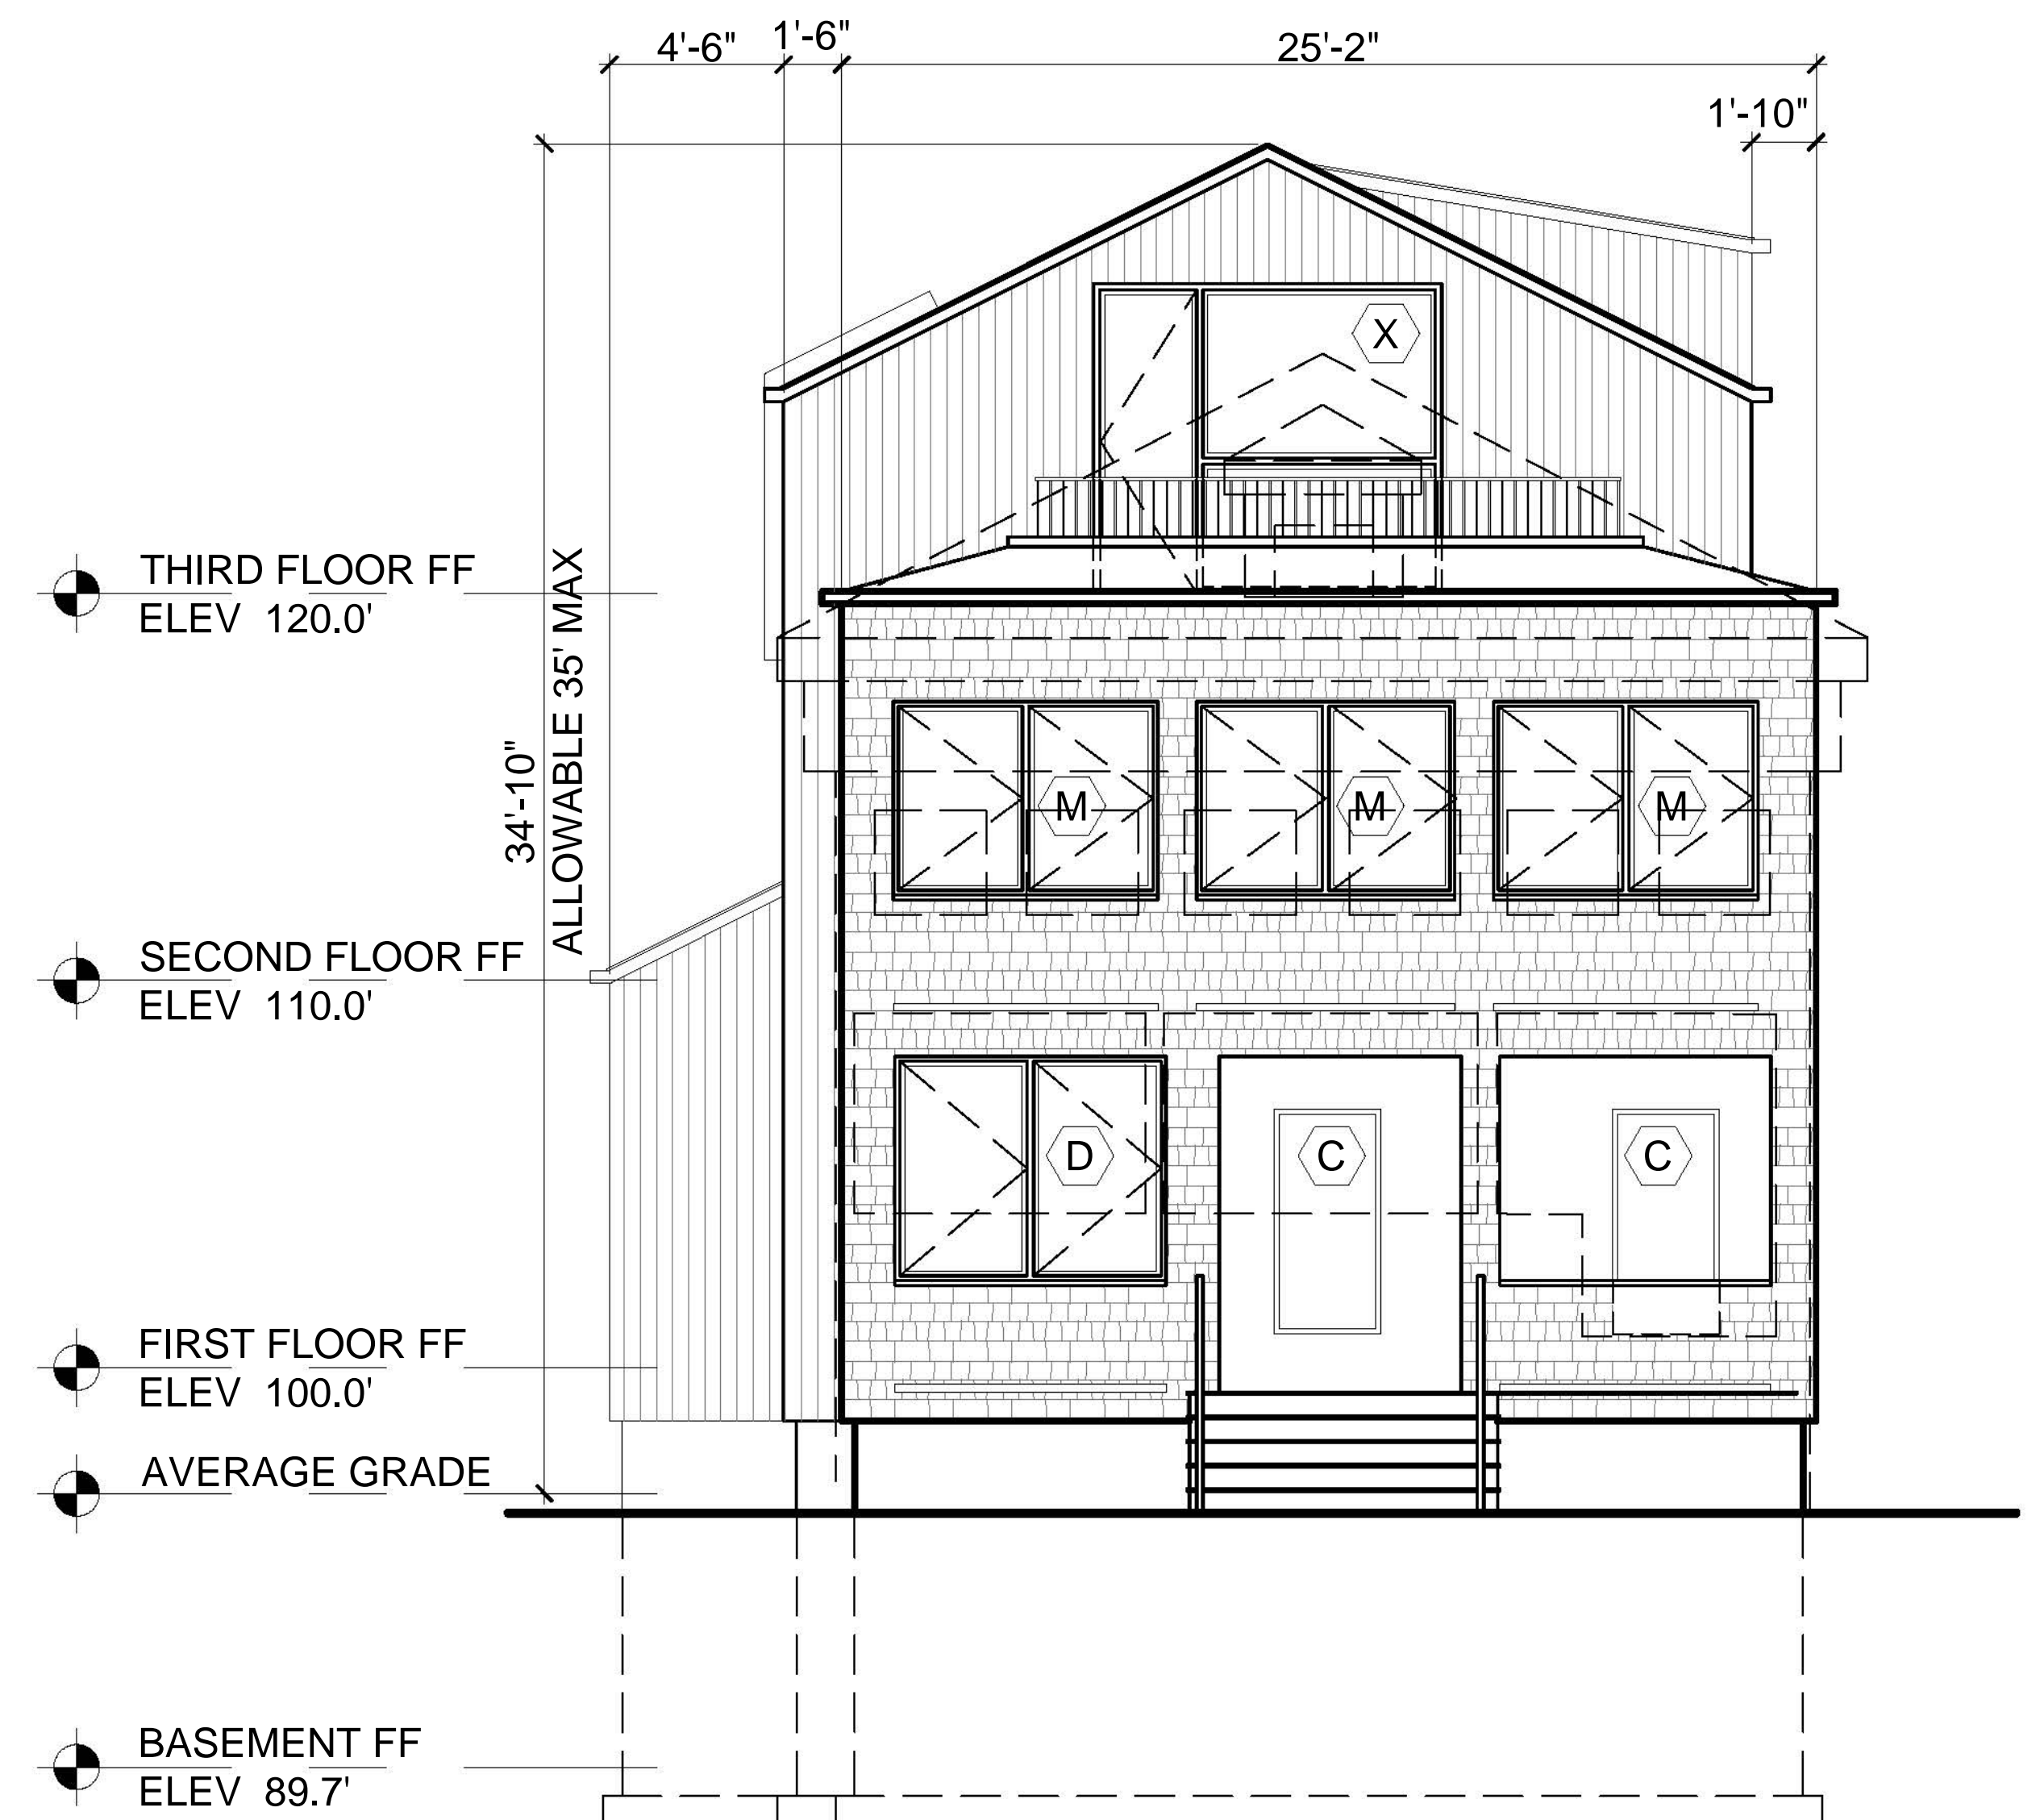 4'-6"
1'-6"
25'-2"
1'-10"
X
THIRD FLOOR FF
ELEV 120.0'
34'-10"
ALLOWABLE 35' MAX
M
M
M
SECOND FLOOR FF
ELEV 110.0'
D
C
C
FIRST FLOOR FF
ELEV 100.0'
AVERAGE GRADE
BASEMENT FF
ELEV 89.7'